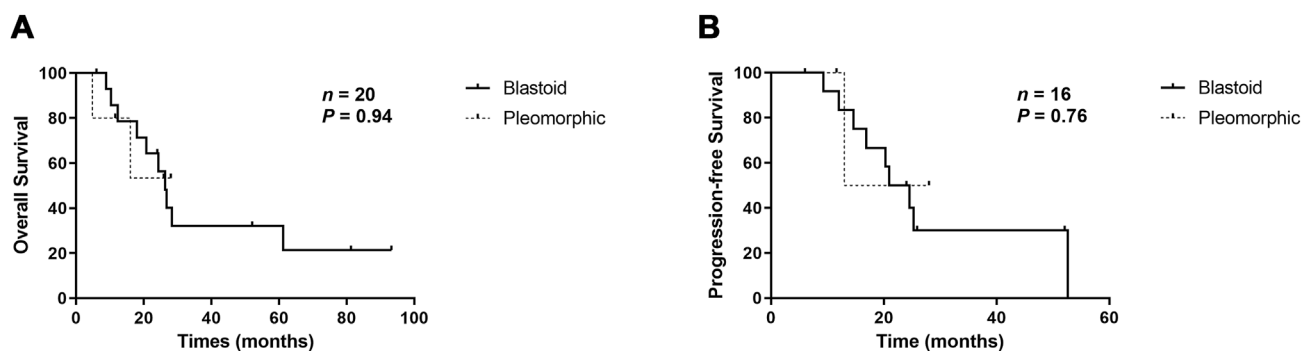 A
Overall Survival
100
80
60
40
20
0
0 20 40 60 80 100
Times (months)
n = 20
P = 0.94
Blastoid
Pleomorphic
B
Progression-free Survival
100
80
60
40
20
0
0 20 40 60
Time (months)
n = 16
P = 0.76
Blastoid
Pleomorphic